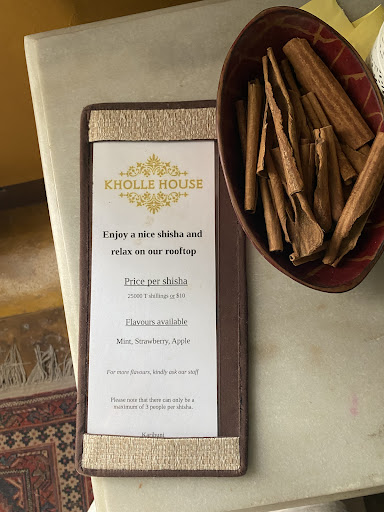 KHOLLE HOUSE
Enjoy a nice shisha and
relax on our rooftop
Price per shisha
25000 T shillings or $10
Flavours available
Mint, Strawberry, Apple
For more flavours, kindly ask our staff
Please note that there can only be a
maximum of 3 people per shisha.
Karibuni